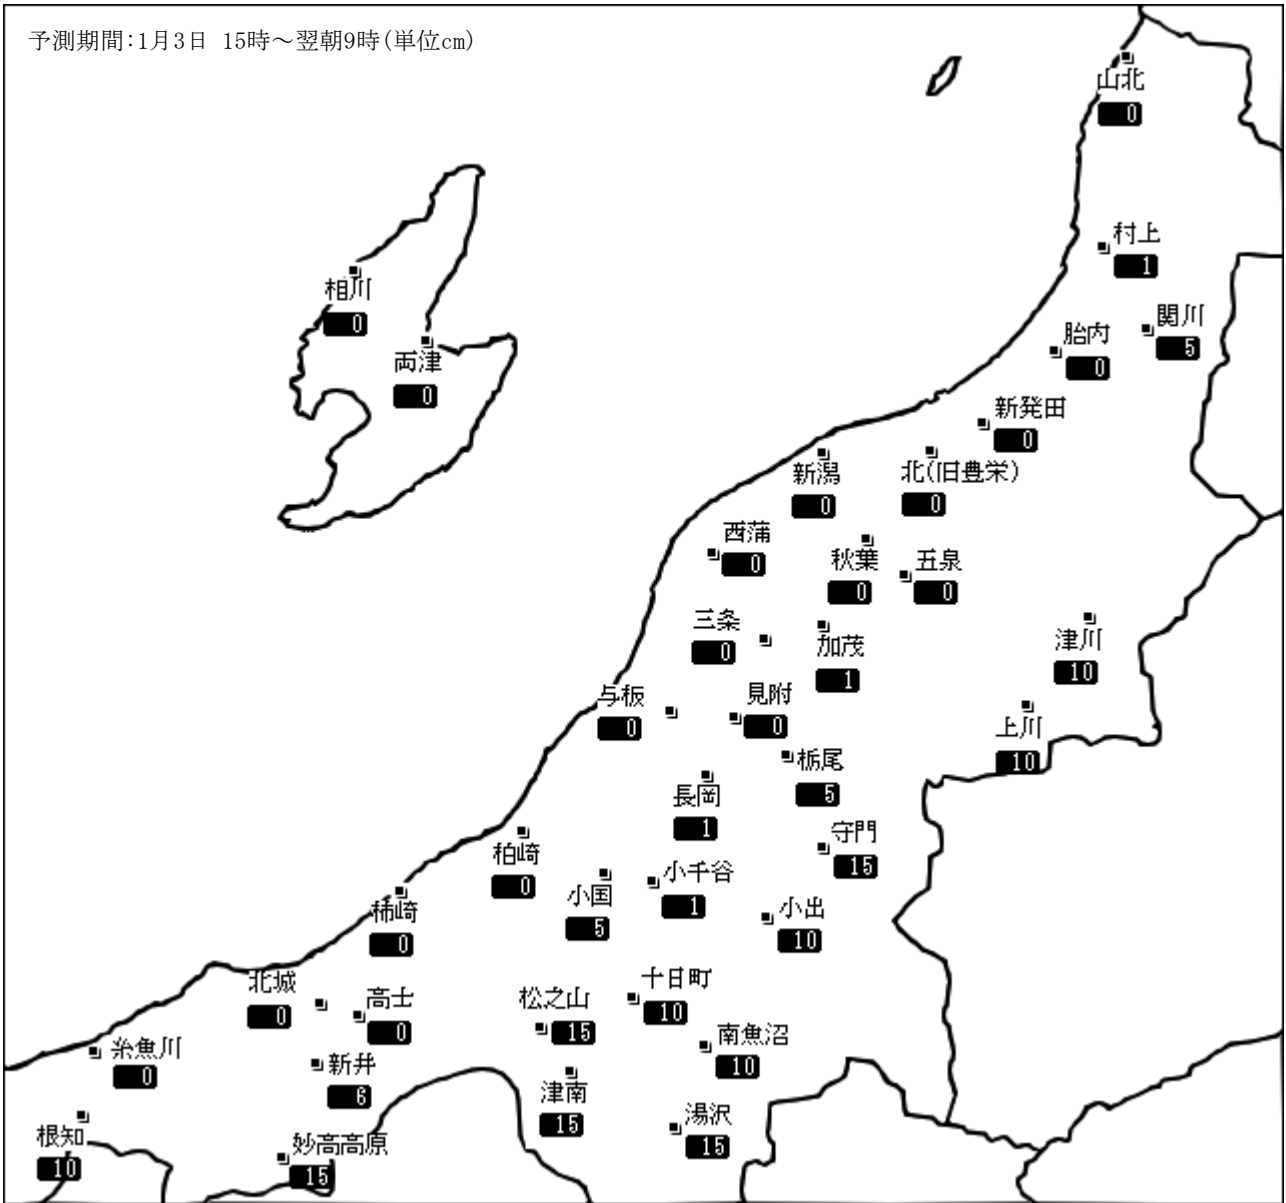 予測期間:1月3日 15時～翌朝9時(単位cm)
山北
0
村上
1
関川
5
胎内
0
新発田
0
相川
0
両津
0
新潟
0
北(旧豊栄)
0
西蒲
0
秋葉
0
五泉
0
三条
0
加茂
1
津川
10
与板
0
見附
0
上川
10
栃尾
5
長岡
1
守門
15
柏崎
0
小国
5
小千谷
1
小出
10
柿崎
0
北城
0
高士
0
松之山
15
十日町
10
南魚沼
10
糸魚川
0
新井
6
津南
15
湯沢
15
根知
10
妙高高原
15